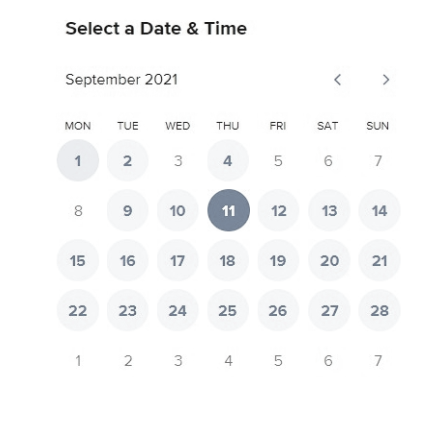 Select a Date & Time
September 2021
MON TUE WED THU FRI SAT SUN
1 2 3 4 5 6 7
8 9 10 11 12 13 14
15 16 17 18 19 20 21
22 23 24 25 26 27 28
1 2 3 4 5 6 7